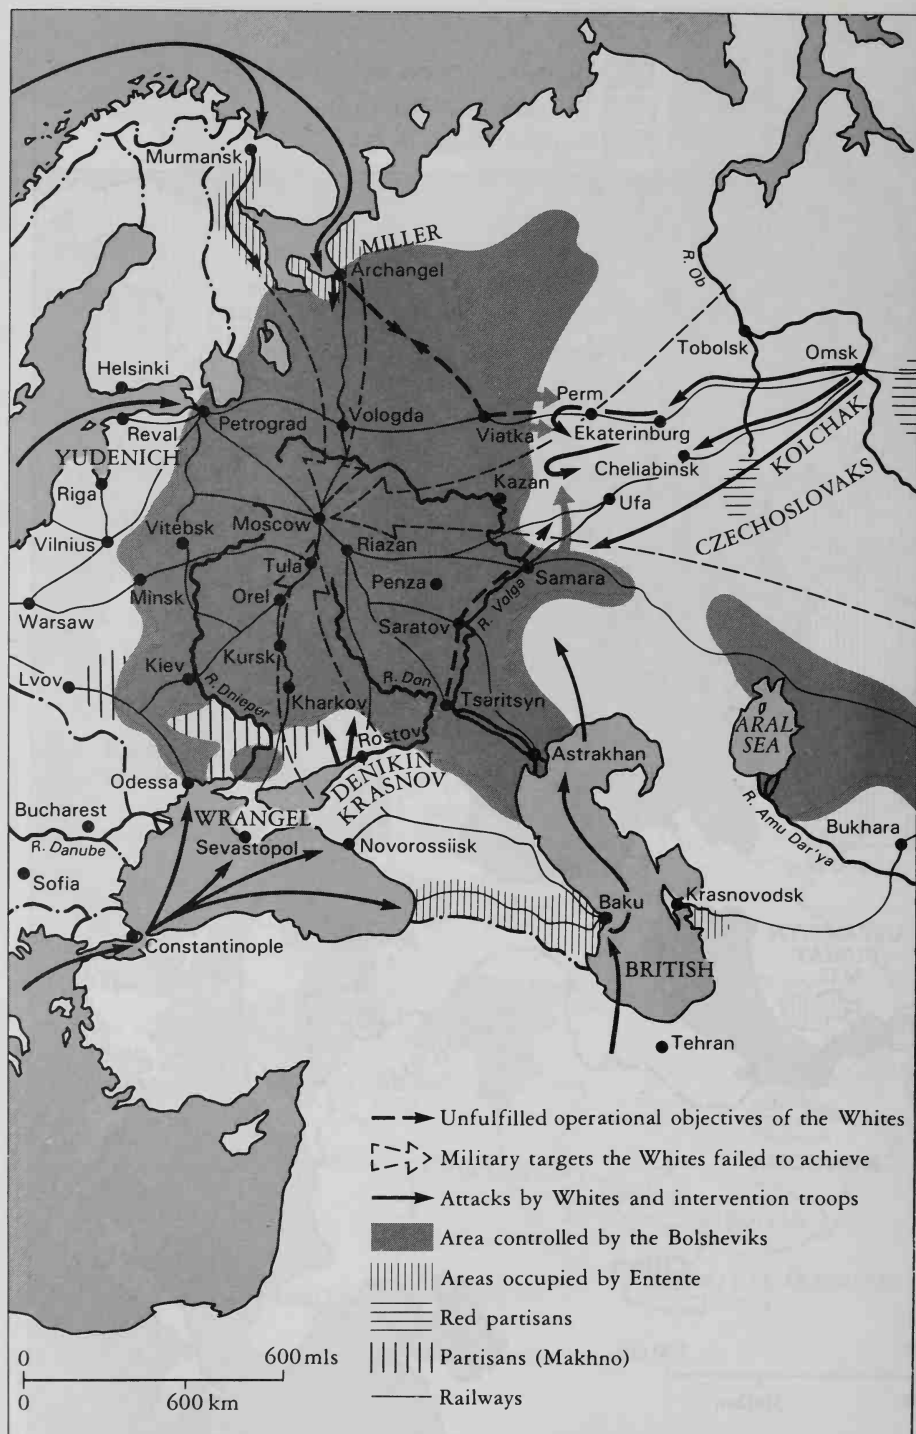 Murmansk
MILLER
Archangel
R. Ob
Tobolsk
Omsk
Helsinki
Perm
Petrograd
Vologda
Viatka
Ekaterinburg
Reval
YUDENICH
KOLCHAK
Cheliabinsk
Riga
Kazan
Ufa
CZECHOSLOVAKS
Moscow
Vitebsk
Vilnius
Riazan
Tula
Penza
Samara
Minsk
Orel
R. Volga
Warsaw
Saratov
Kursk
Lvov
Kiev
R. Don
R. Dnieper
Kharkov
Tsaritsyn
ARAL
SEA
Rostov
Astrakhan
DENIKIN
KRASNOV
Odessa
Bucharest
WRANGEL
R. Amu Dar'ya
Bukhara
R. Danube
Sevastopol
Novorossiisk
Sofia
Krasnovodsk
Baku
Constantinople
BRITISH
Tehran
Unfulfilled operational objectives of the Whites
Military targets the Whites failed to achieve
Attacks by Whites and intervention troops
Area controlled by the Bolsheviks
Areas occupied by Entente
Red partisans
Partisans (Makhno)
Railways
0 600 mls
0 600 km